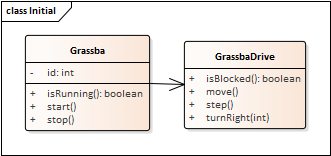 class Initial
Grassba
- id: int
+ isRunning(): boolean
+ start()
+ stop()
GrassbaDrive
+ isBlocked(): boolean
+ move()
+ step()
+ turnRight(int)